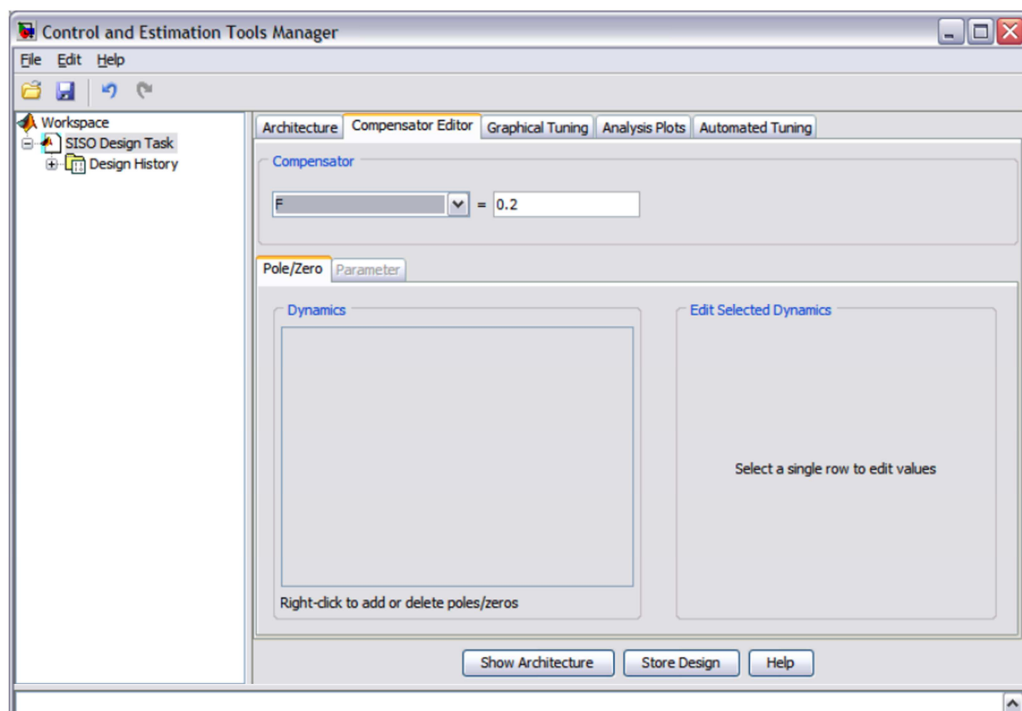 Control and Estimation Tools Manager
File Edit Help
Workspace
SISO Design Task
Design History
Architecture Compensator Editor Graphical Tuning Analysis Plots Automated Tuning
Compensator
F = 0.2
Pole/Zero Parameter
Dynamics
Edit Selected Dynamics
Select a single row to edit values
Right-click to add or delete poles/zeros
Show Architecture Store Design Help